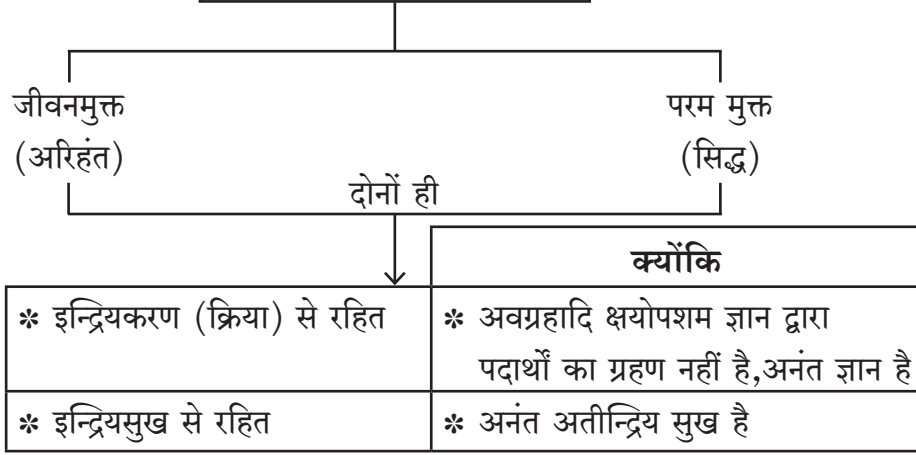 जीवनमुक्त
(अरिहंत)
परम मुक्त
(सिद्ध)
दोनों ही
क्योंकि
* इन्द्रियकरण (क्रिया) से रहित
* अवग्रहादि क्षयोपशम ज्ञान द्वारा
पदार्थों का ग्रहण नहीं है,अनंत ज्ञान है
* इन्द्रियसुख से रहित
* अनंत अतीन्द्रिय सुख है